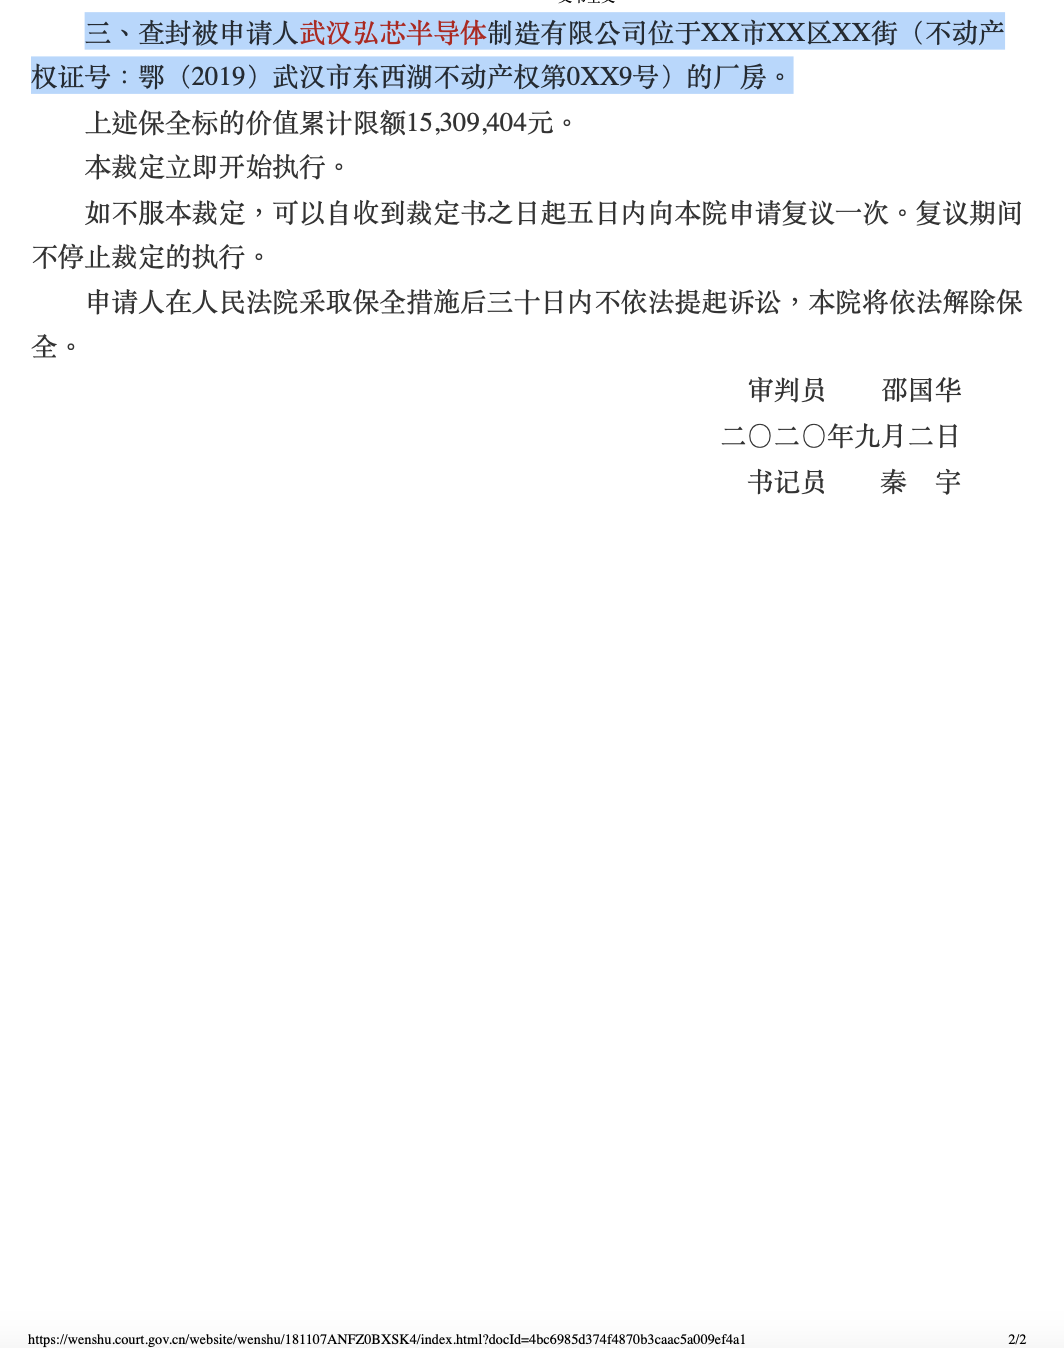 三、查封被申请人武汉弘芯半导体制造有限公司位于XX市XX区XX街（不动产
权证号：鄂（2019）武汉市东西湖不动产权第0XX9号）的厂房。
上述保全标的价值累计限额15,309,404元。
本裁定立即开始执行。
如不服本裁定，可以自收到裁定书之日起五日内向本院申请复议一次。复议期间
不停止裁定的执行。
申请人在人民法院采取保全措施后三十日内不依法提起诉讼，本院将依法解除保
全。
审判员　　邵国华
二〇二〇年九月二日
书记员　　秦　宇
https://wenshu.court.gov.cn/website/wenshu/181107ANFZ0BXSK4/index.html?docId=4bc6985d374f4870b3caac5a009ef4a1 2/2